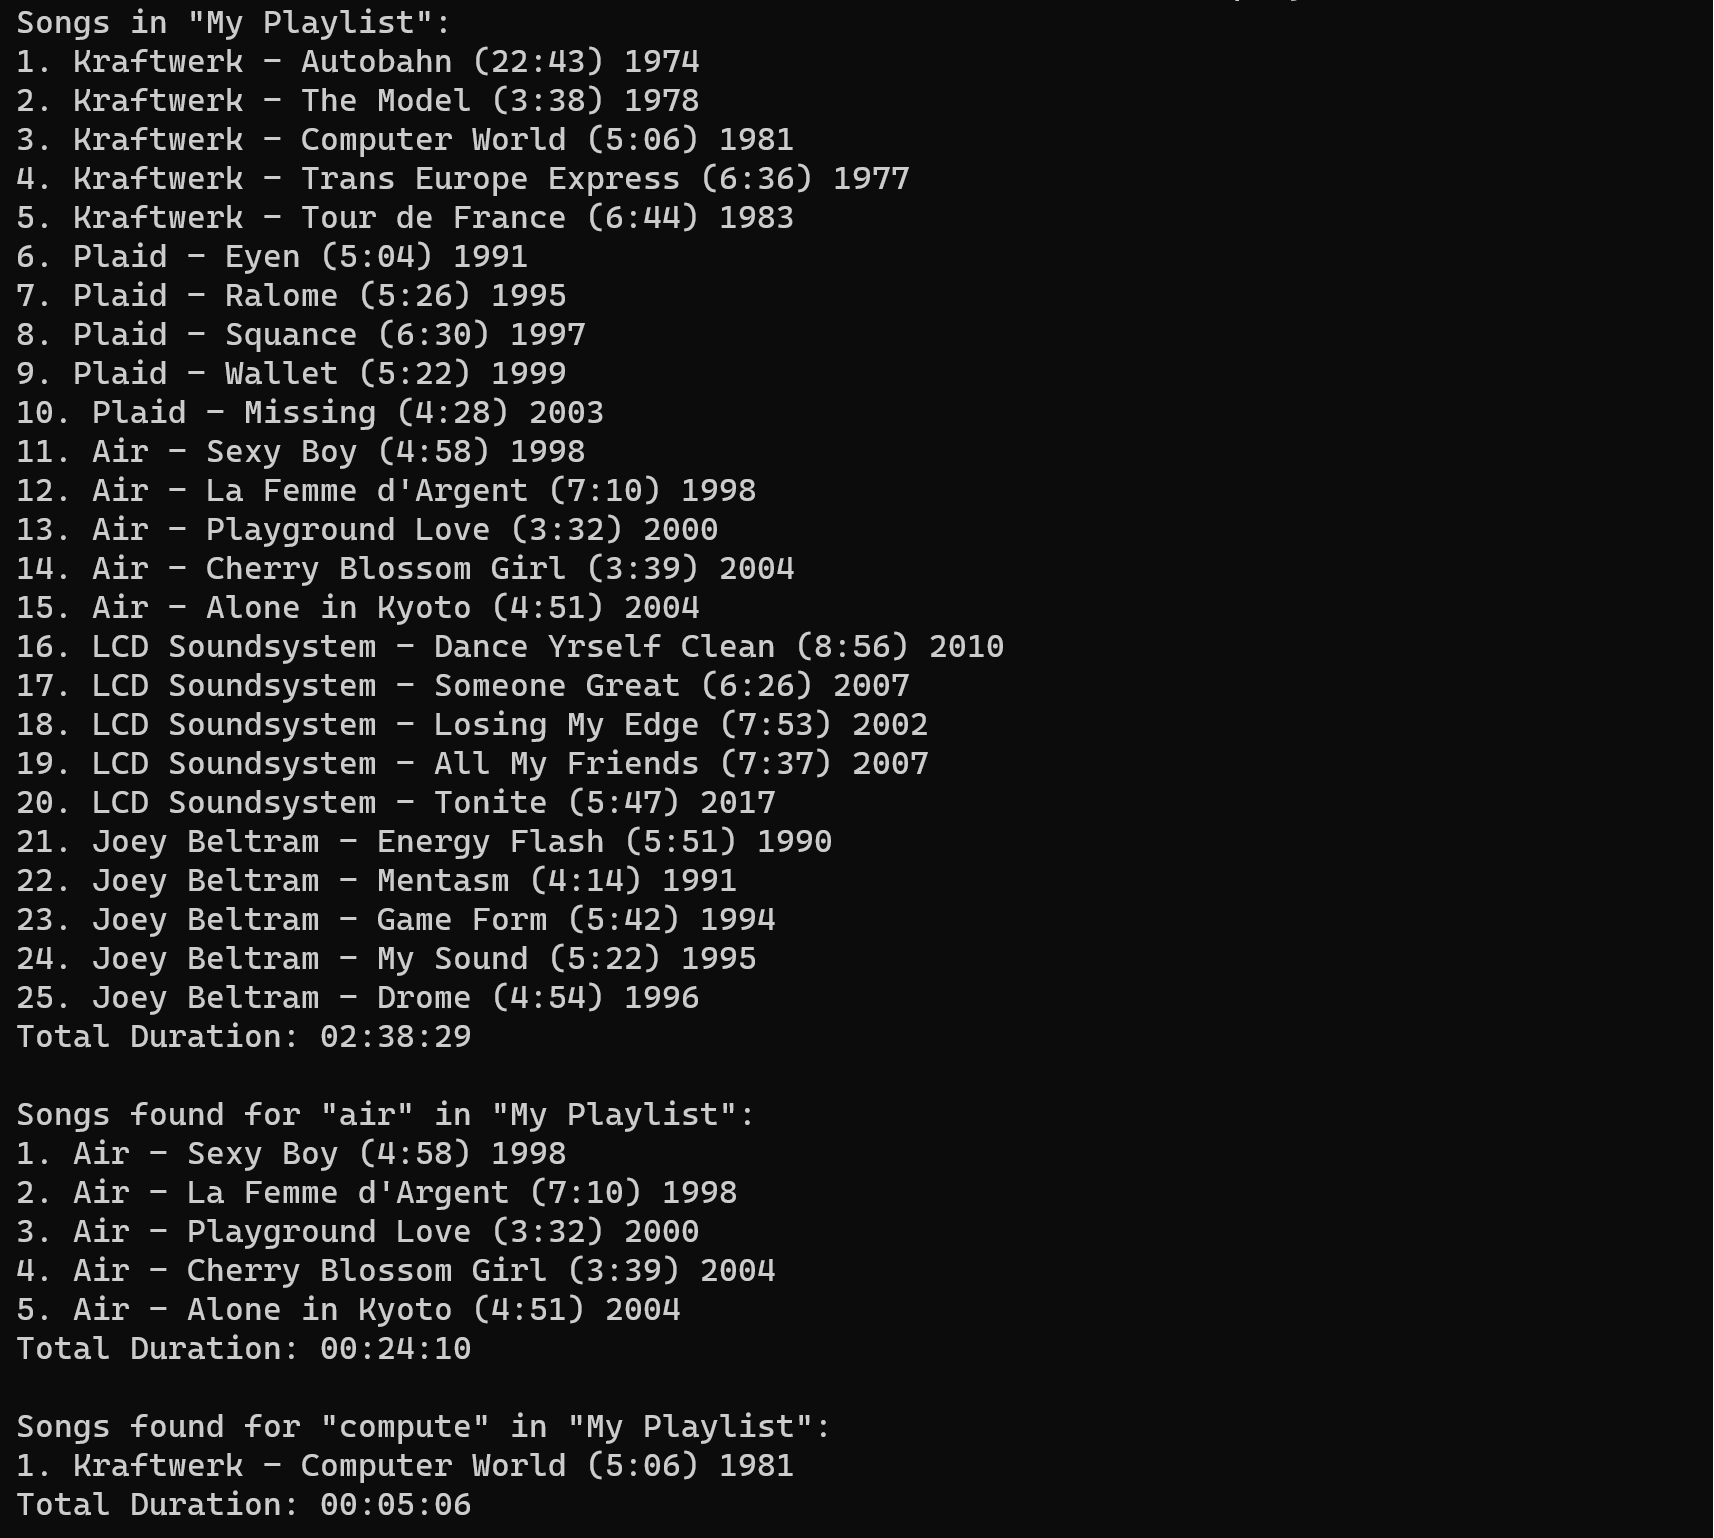 Songs in "My Playlist":
1. Kraftwerk – Autobahn (22:43) 1974
2. Kraftwerk – The Model (3:38) 1978
3. Kraftwerk – Computer World (5:06) 1981
4. Kraftwerk – Trans Europe Express (6:36) 1977
5. Kraftwerk – Tour de France (6:44) 1983
6. Plaid – Eyen (5:04) 1991
7. Plaid – Ralome (5:26) 1995
8. Plaid – Squance (6:30) 1997
9. Plaid – Wallet (5:22) 1999
10. Plaid – Missing (4:28) 2003
11. Air – Sexy Boy (4:58) 1998
12. Air – La Femme d'Argent (7:10) 1998
13. Air – Playground Love (3:32) 2000
14. Air – Cherry Blossom Girl (3:39) 2004
15. Air – Alone in Kyoto (4:51) 2004
16. LCD Soundsystem – Dance Yrself Clean (8:56) 2010
17. LCD Soundsystem – Someone Great (6:26) 2007
18. LCD Soundsystem – Losing My Edge (7:53) 2002
19. LCD Soundsystem – All My Friends (7:37) 2007
20. LCD Soundsystem – Tonite (5:47) 2017
21. Joey Beltram – Energy Flash (5:51) 1990
22. Joey Beltram – Mentasm (4:14) 1991
23. Joey Beltram – Game Form (5:42) 1994
24. Joey Beltram – My Sound (5:22) 1995
25. Joey Beltram – Drome (4:54) 1996
Total Duration: 02:38:29
Songs found for "air" in "My Playlist":
1. Air – Sexy Boy (4:58) 1998
2. Air – La Femme d'Argent (7:10) 1998
3. Air – Playground Love (3:32) 2000
4. Air – Cherry Blossom Girl (3:39) 2004
5. Air – Alone in Kyoto (4:51) 2004
Total Duration: 00:24:10
Songs found for "compute" in "My Playlist":
1. Kraftwerk – Computer World (5:06) 1981
Total Duration: 00:05:06